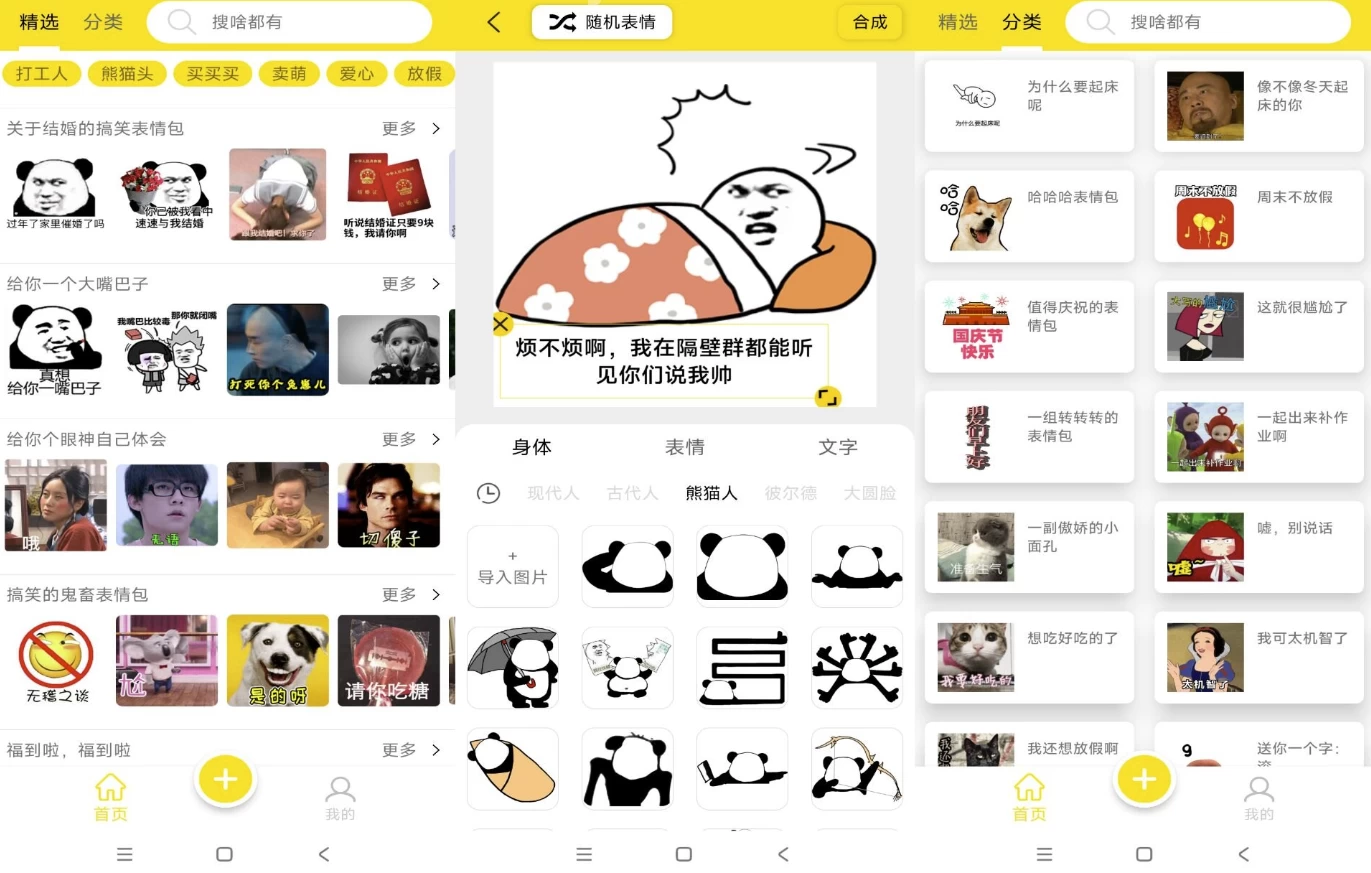 精选 分类 搜啥都有
打工人 熊猫头 买买买 卖萌 爱心 放假
关于结婚的搞笑表情包 更多
过年了家里催婚了吗
你已被我看中
速速与我结婚
跟我结婚吧！求你了
听说结婚证只要9块
钱，我请你啊
给你一个大嘴巴子 更多
真想
给你一嘴巴子
我嘴巴比较毒
那你就闭嘴
打死你个兔崽儿
给你个眼神自己体会 更多
哦
无语
切 傻子
搞笑的鬼畜表情包 更多
无稽之谈
尬
是的呀
请你吃糖
福到啦，福到啦 更多
首页 我的
随机表情 合成
烦不烦啊，我在隔壁群都能听
见你们说我帅
身体 表情 文字
现代人 古代人 熊猫人 彼尔德 大圆脸
+
导入图片
精选 分类 搜啥都有
为什么要起床呢
为什么要起床
呢
像不像冬天起
床的你
哈哈
哈哈哈表情包
周末不放假
周末不放假
国庆节
快乐
值得庆祝的表
情包
这就很尴尬了
朋友们早上好
一组转转转的
表情包
一起出来补作业啊
一起出来补作
业啊
准备生气
一副傲娇的小
面孔
嘘~
嘘，别说话
我要好吃的
想吃好吃的了
太机智了
我可太机智了
我还
我还想放假啊
9
送你一个字：
首页 我的